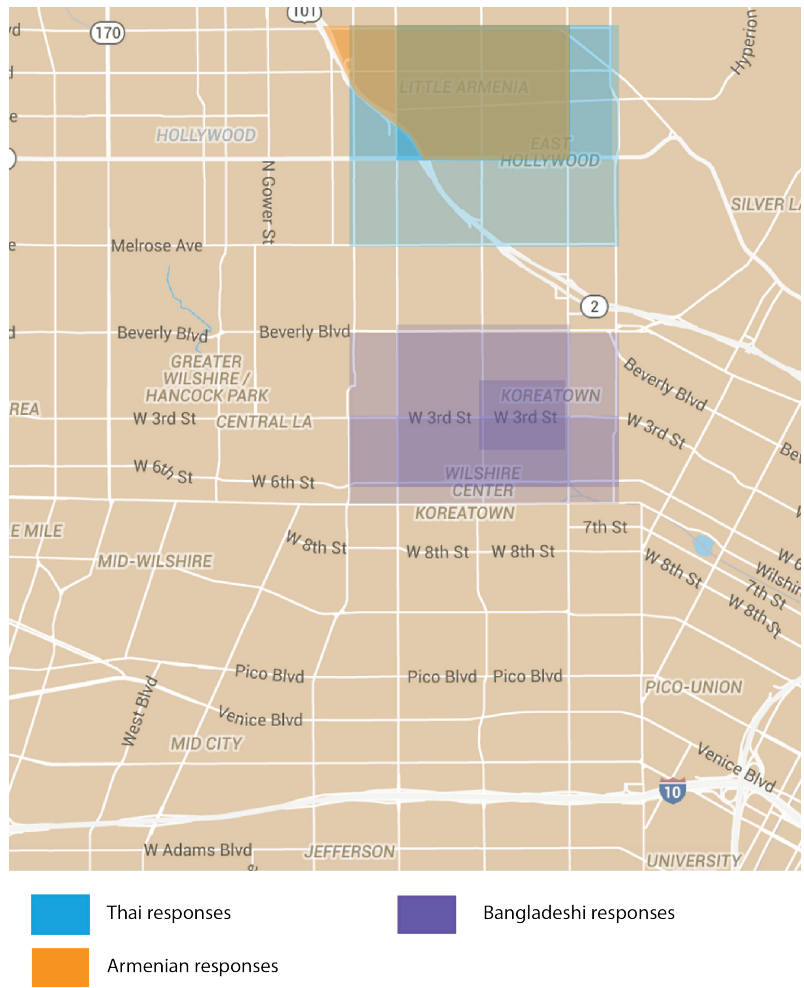 101
170
vd
Hyperion
d
LITTLE ARMENIA
e
HOLLYWOOD
EAST
HOLLYWOOD
N Gower St
SILVER LA
e
Melrose Ave
2
d
Beverly Blvd
Beverly Blvd
GREATER
WILSHIRE /
HANCOCK PARK
Beverly Blvd
KOREATOWN
REA
W 3rd St
CENTRAL LA
W 3rd St
W 3rd St
W 3rd St
Bev
W 6th St
W 6th St
WILSHIRE
CENTER
KOREATOWN
E MILE
7th St
W 8th St
W 8th St
W 8th St
MID-WILSHIRE
W 8th St
W 6
Wilshir
7th St
W 8th St
Pico Blvd
Pico Blvd
Pico Blvd
PICO-UNION
West Blvd
Venice Blvd
MID CITY
Venice Blvd
10
W Adams Blvd
JEFFERSON
UNIVERSITY
Thai responses
Bangladeshi responses
Armenian responses